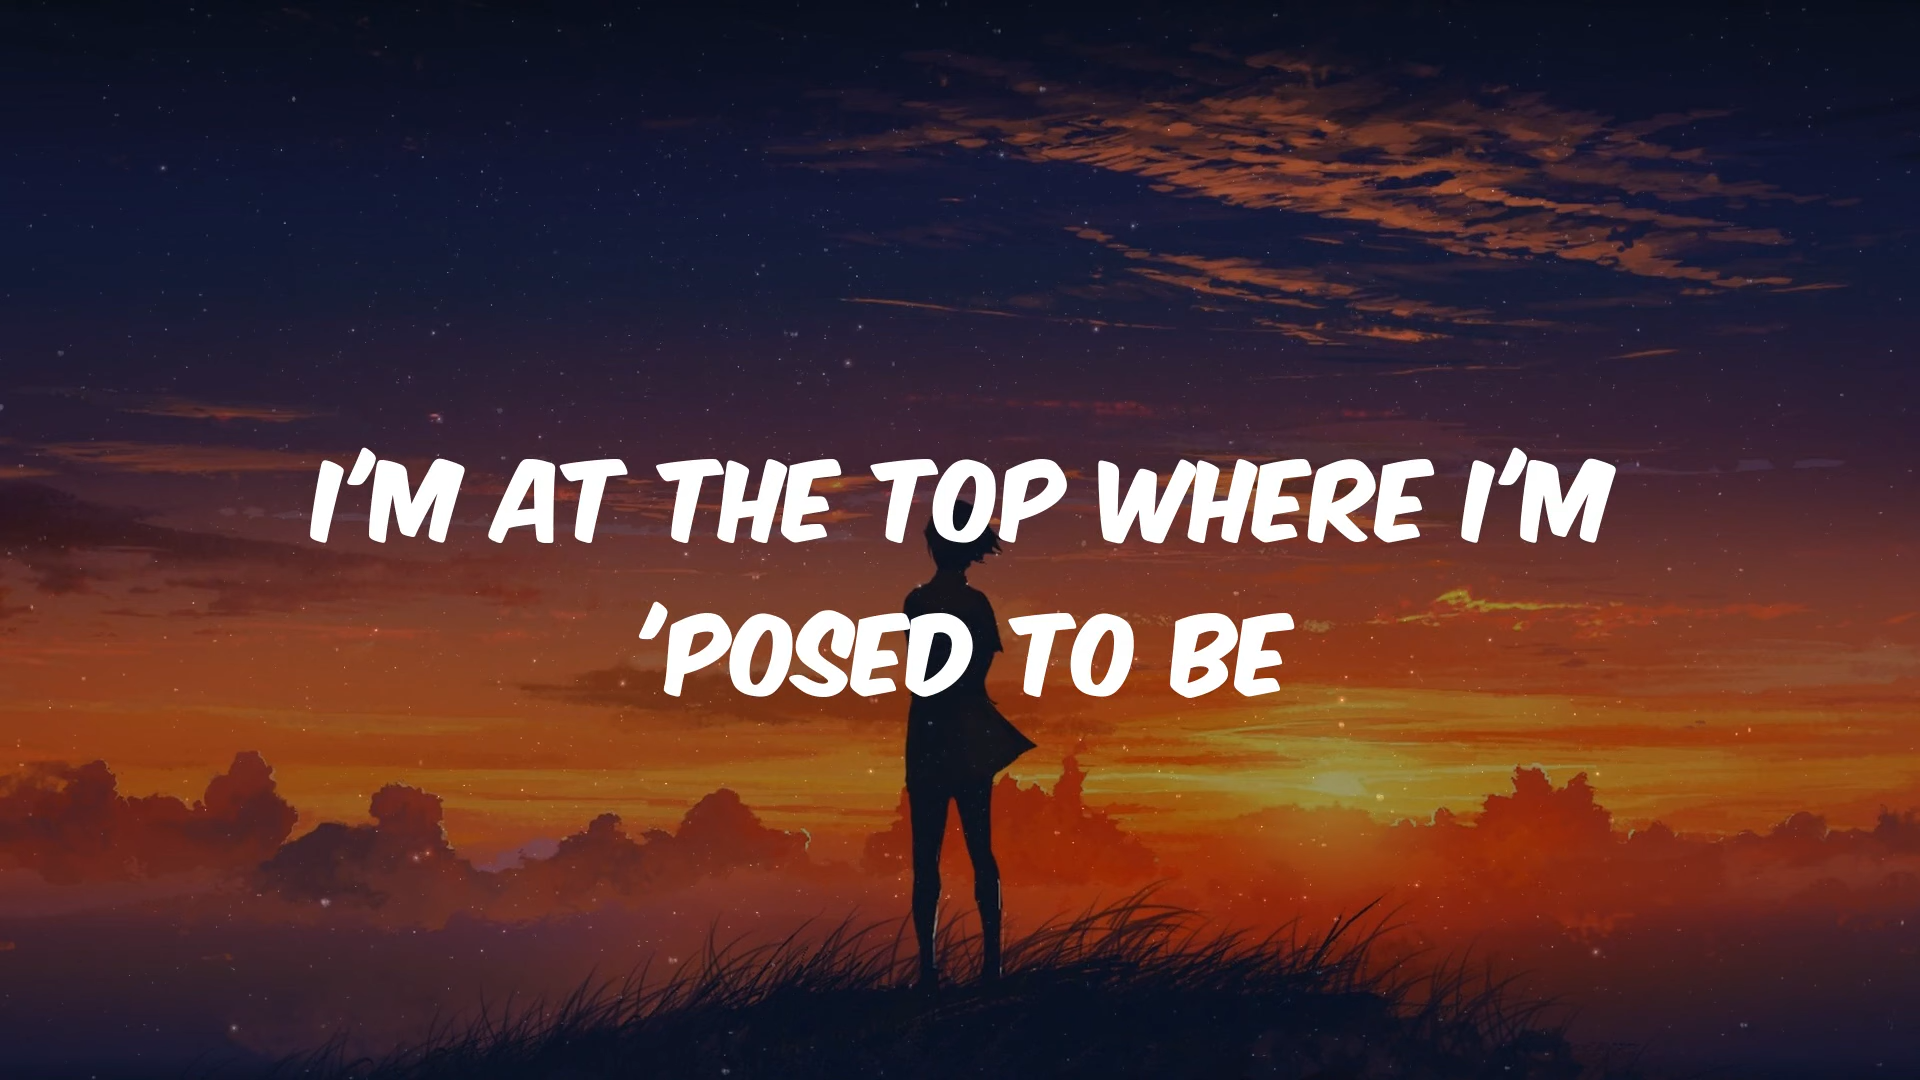 I'M AT THE TOP WHERE I'M
'POSED TO BE